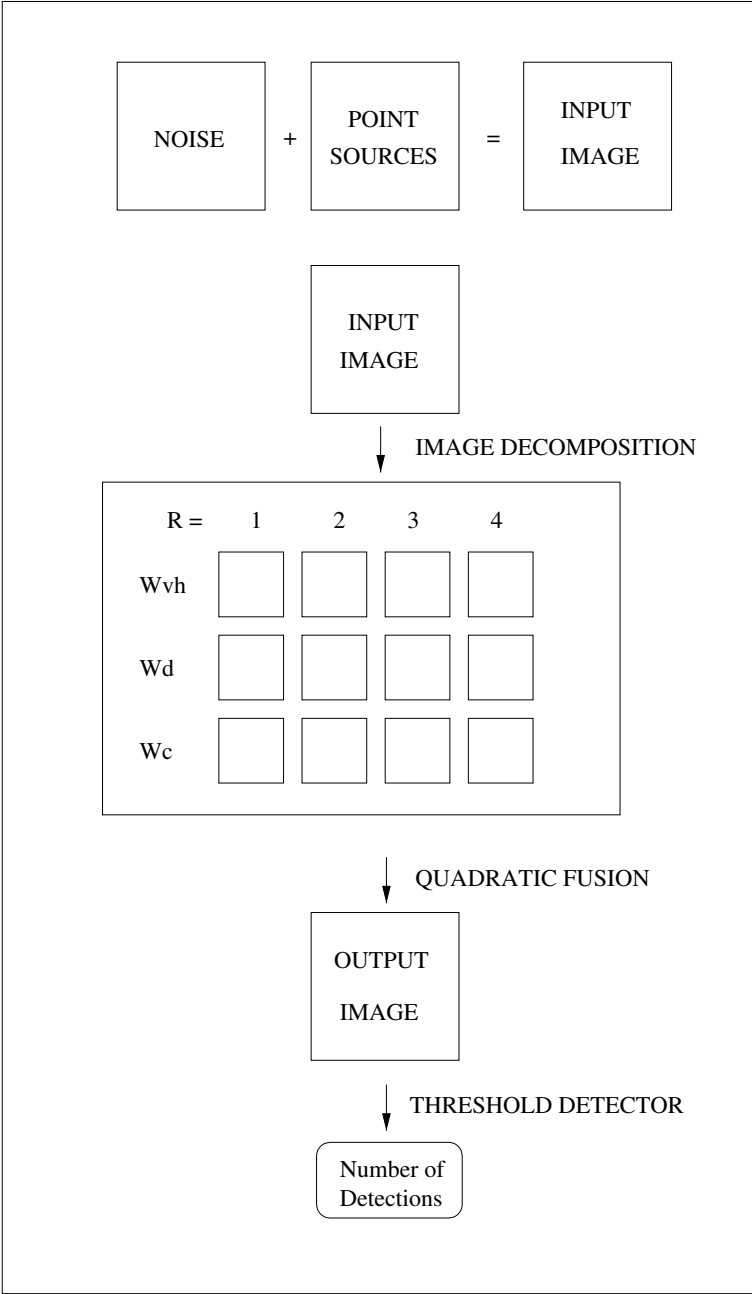 NOISE + POINT SOURCES = INPUT IMAGE
INPUT
IMAGE
IMAGE DECOMPOSITION
R = 1 2 3 4
Wvh
Wd
Wc
QUADRATIC FUSION
OUTPUT
IMAGE
THRESHOLD DETECTOR
Number of
Detections